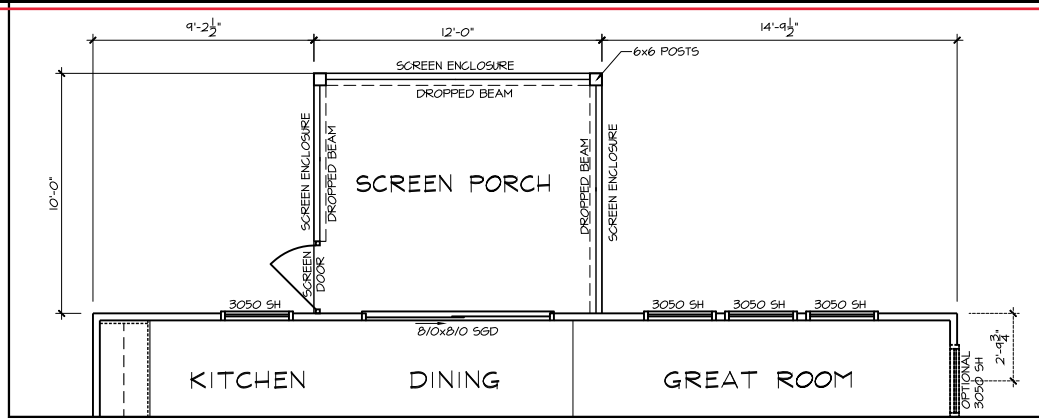 9'-2½"
12'-0"
14'-9½"
6x6 POSTS
SCREEN ENCLOSURE
DROPPED BEAM
SCREEN ENCLOSURE
DROPPED BEAM
SCREEN PORCH
DROPPED BEAM
SCREEN ENCLOSURE
10'-0"
SCREEN
DOOR
3050 SH
8/0x8/0 SGD
3050 SH
3050 SH
3050 SH
2'-9¾"
KITCHEN
DINING
GREAT ROOM
OPTIONAL
3050 SH